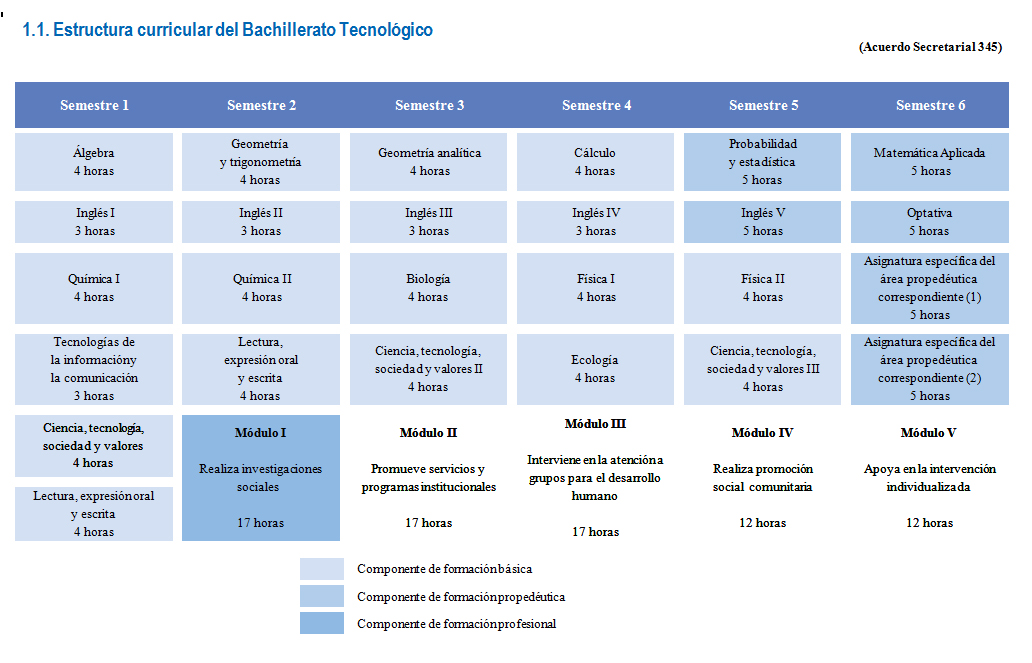 1.1. Estructura curricular del Bachillerato Tecnológico
(Acuerdo Secretarial 345)
Semestre 1
Semestre 2
Semestre 3
Semestre 4
Semestre 5
Semestre 6
Álgebra
4 horas
Geometría
y trigonometría
4 horas
Geometría analítica
4 horas
Cálculo
4 horas
Probabilidad
y estadística
5 horas
Matemática Aplicada
5 horas
Inglés I
3 horas
Inglés II
3 horas
Inglés III
3 horas
Inglés IV
3 horas
Inglés V
5 horas
Optativa
5 horas
Química I
4 horas
Química II
4 horas
Biología
4 horas
Física I
4 horas
Física II
4 horas
Asignatura específica del
área propedéutica
correspondiente (1)
5 horas
Tecnologías de
la informacióny
la comunicación
3 horas
Lectura,
expresión oral
y escrita
4 horas
Ciencia, tecnología,
sociedad y valores II
4 horas
Ecología
4 horas
Ciencia, tecnología,
sociedad y valores III
4 horas
Asignatura específica del
área propedéutica
correspondiente (2)
5 horas
Ciencia, tecnología,
sociedad y valores
4 horas
Lectura, expresión oral
y escrita
4 horas
Módulo I
Realiza investigaciones
sociales
17 horas
Módulo II
Promueve servicios y
programas institucionales
17 horas
Módulo III
Interviene en la atención a
grupos para el desarrollo
humano
17 horas
Módulo IV
Realiza promoción
social comunitaria
12 horas
Módulo V
Apoya en la intervención
individualizada
12 horas
Componente de formación básica
Componente de formación propedéutica
Componente de formación profesional